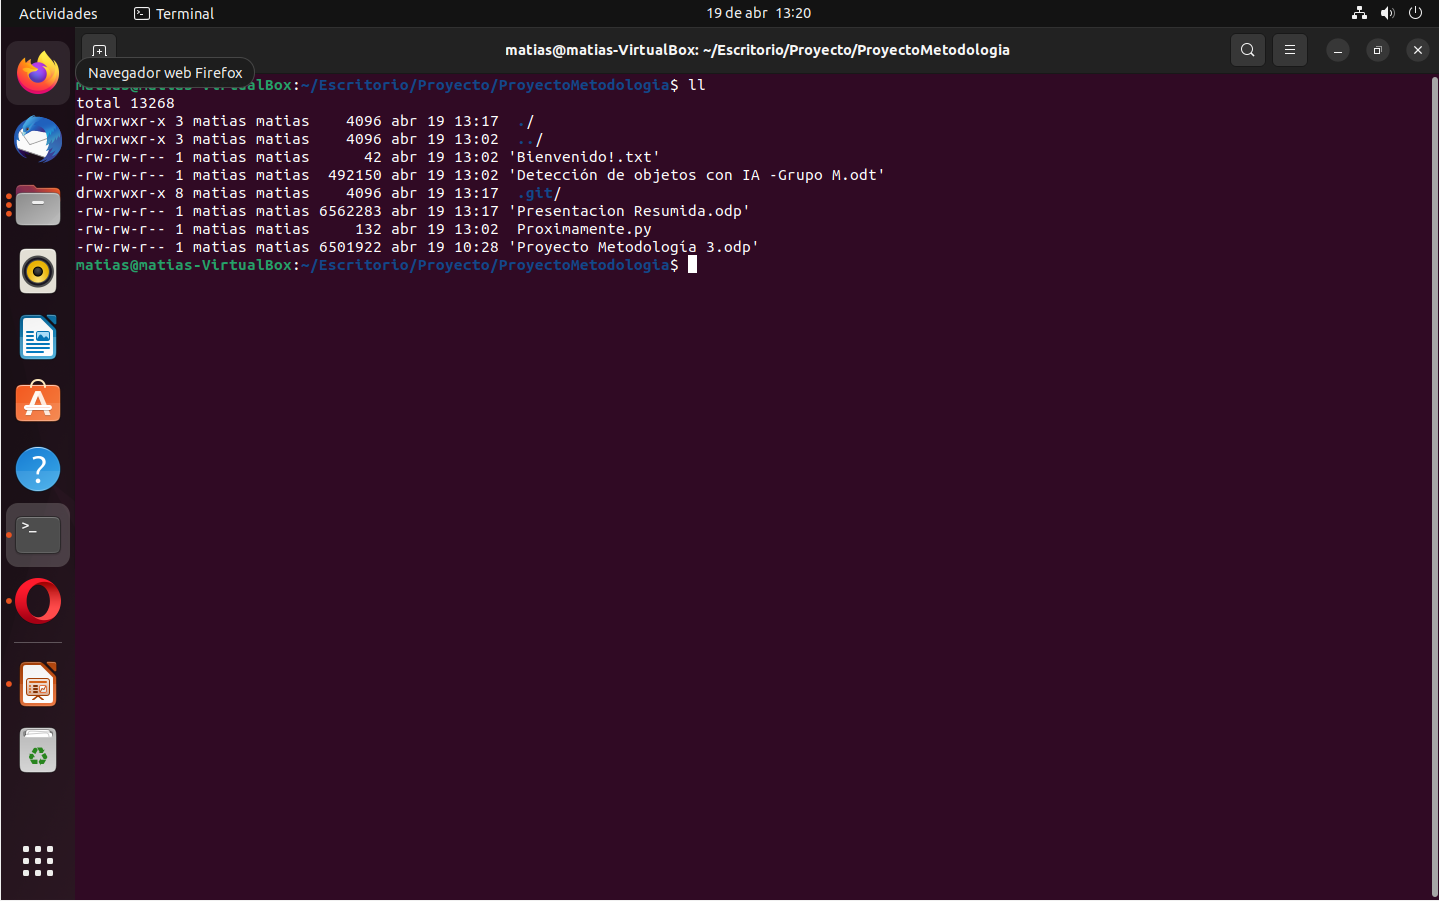 Actividades Terminal 19 de abr 13:20
matias@matias-VirtualBox: ~/Escritorio/Proyecto/ProyectoMetodologia
Navegador web Firefox
matias@matias-VirtualBox:~/Escritorio/Proyecto/ProyectoMetodologia$ ll
total 13268
drwxrwxr-x 3 matias matias    4096 abr 19 13:17  ./
drwxrwxr-x 3 matias matias    4096 abr 19 13:02  ../
-rw-rw-r-- 1 matias matias      42 abr 19 13:02 'Bienvenido!.txt'
-rw-rw-r-- 1 matias matias  492150 abr 19 13:02 'Detección de objetos con IA -Grupo M.odt'
drwxrwxr-x 8 matias matias    4096 abr 19 13:17  .git/
-rw-rw-r-- 1 matias matias 6562283 abr 19 13:17 'Presentacion Resumida.odp'
-rw-rw-r-- 1 matias matias     132 abr 19 13:02  Proximamente.py
-rw-rw-r-- 1 matias matias 6501922 abr 19 10:28 'Proyecto Metodología 3.odp'
matias@matias-VirtualBox:~/Escritorio/Proyecto/ProyectoMetodologia$